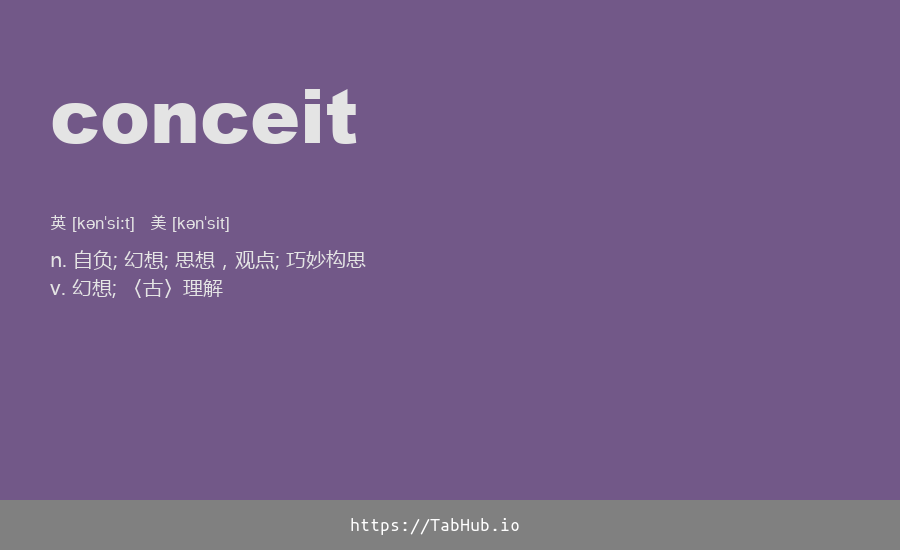 conceit
英 [kən'siːt] 美 [kən'sit]
n. 自负; 幻想; 思想，观点; 巧妙构思
v. 幻想; 〈古〉理解
https://TabHub.io